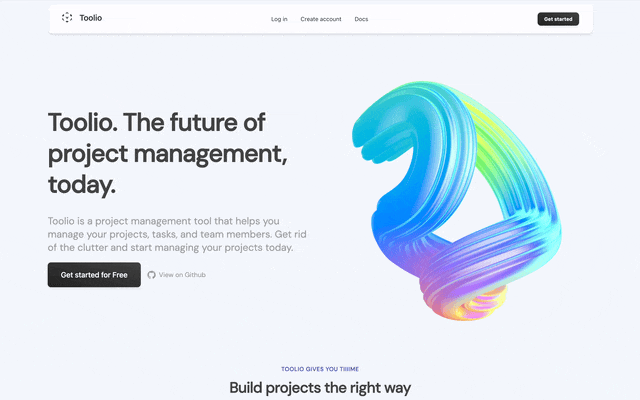 Toolio
Log in
Create account
Docs
Get started
Toolio. The future of
project management,
today.
Toolio is a project management tool that helps you
manage your projects, tasks, and team members. Get rid
of the clutter and start managing your projects today.
Get started for Free
View on Github
TOOLIO GIVES YOU TIIIIME
Build projects the right way